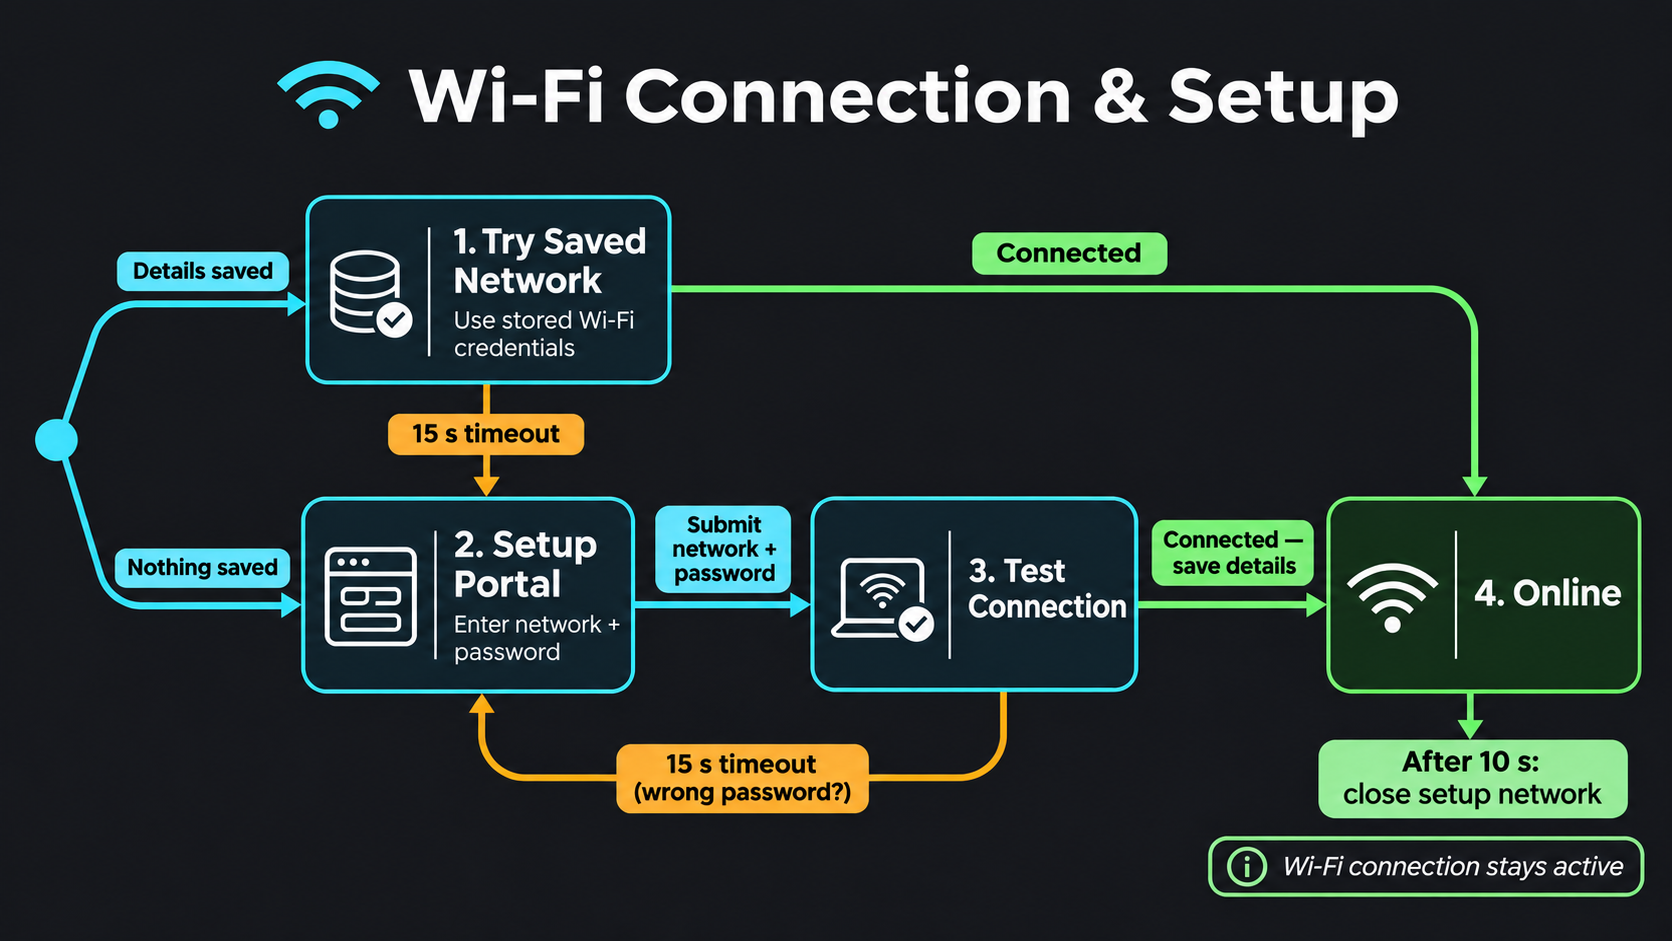 Wi-Fi Connection & Setup
Details saved
1. Try Saved
Network
Use stored Wi-Fi
credentials
Connected
15 s timeout
Nothing saved
2. Setup
Portal
Enter network +
password
Submit
network +
password
3. Test
Connection
Connected —
save details
4. Online
15 s timeout
(wrong password?)
After 10 s:
close setup network
Wi-Fi connection stays active